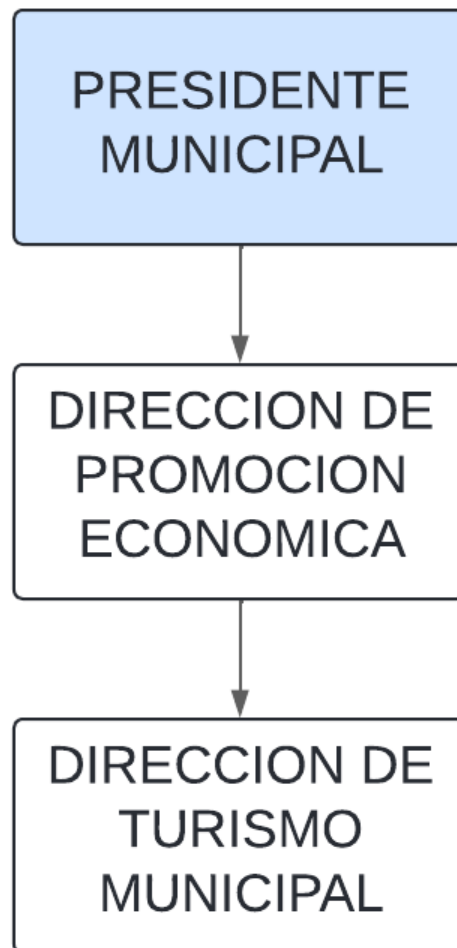 PRESIDENTE
MUNICIPAL
DIRECCION DE
PROMOCION
ECONOMICA
DIRECCION DE
TURISMO
MUNICIPAL